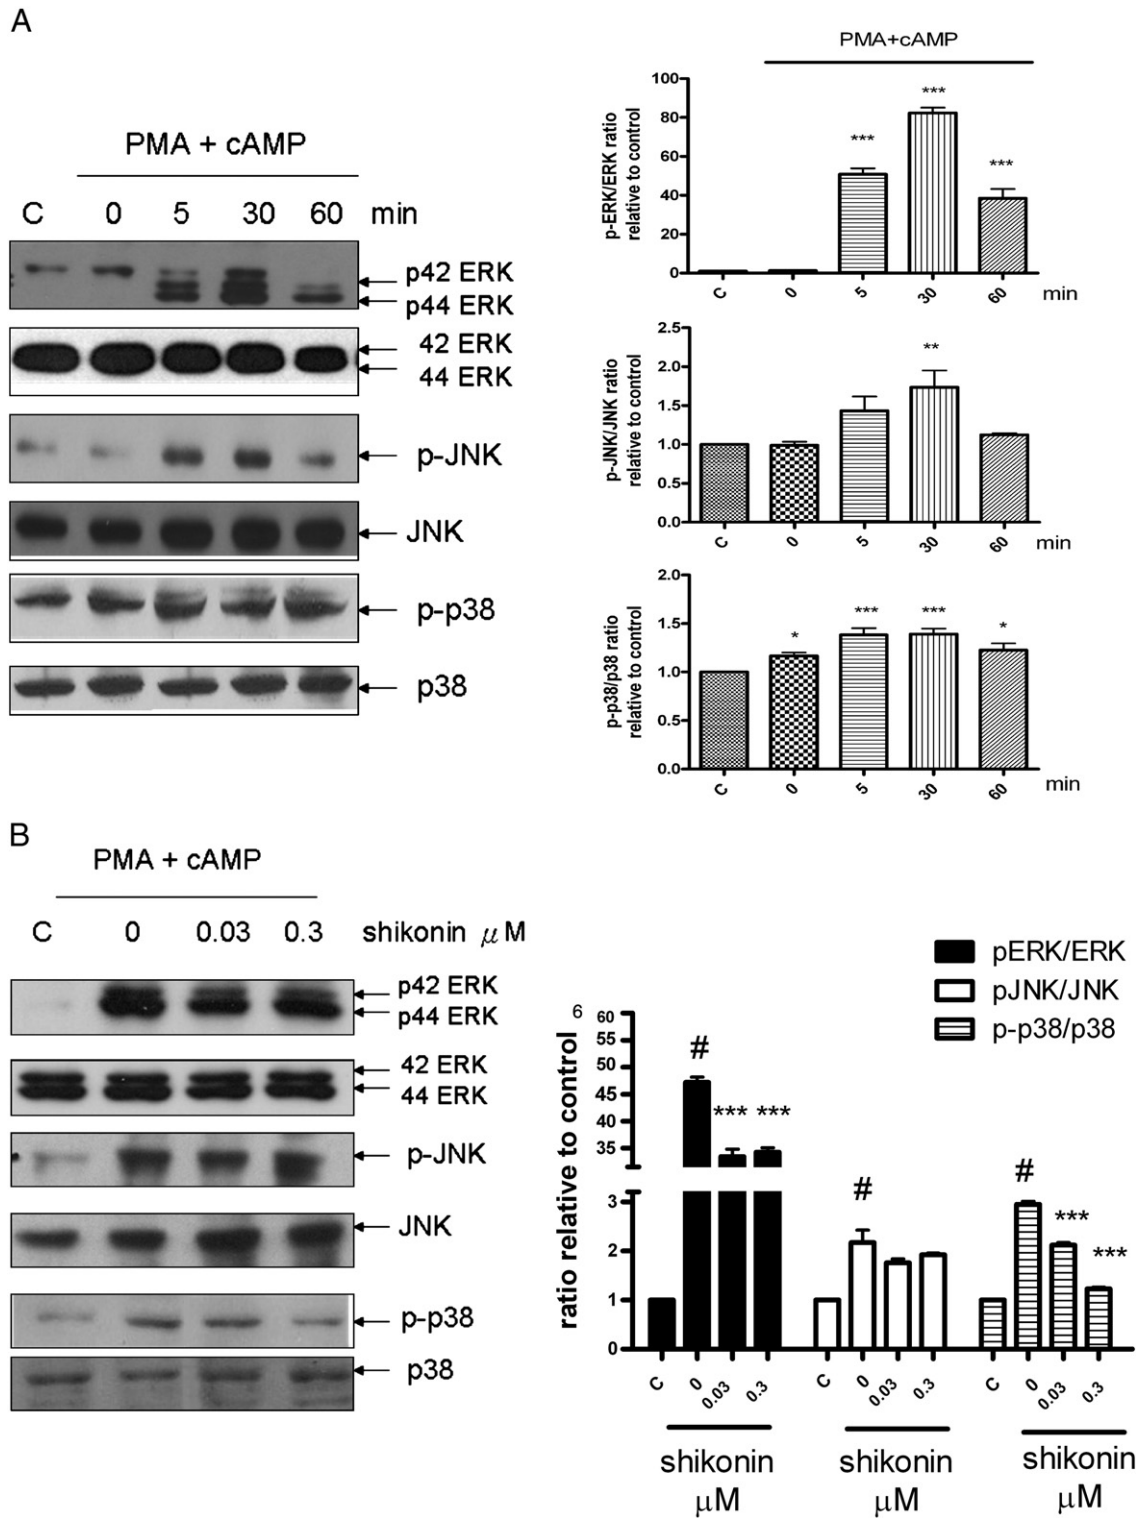 A
PMA + cAMP
C 0 5 30 60 min
p42 ERK
p44 ERK
42 ERK
44 ERK
p-JNK
JNK
p-p38
p38
PMA+cAMP
p-ERK/ERK ratio
relative to control
100
80
60
40
20
0
***
***
***
C 0 5 30 60 min
p-JNK/JNK ratio
relative to control
2.5
2.0
1.5
1.0
0.5
0.0
**
C 0 5 30 60 min
p-p38/p38 ratio
relative to control
2.0
1.5
1.0
0.5
0.0
* *** *** *
C 0 5 30 60 min
B
PMA + cAMP
C 0 0.03 0.3 shikonin μM
p42 ERK
p44 ERK
42 ERK
44 ERK
p-JNK
JNK
p-p38
p38
pERK/ERK
pJNK/JNK
p-p38/p38
ratio relative to control
6
60
55
50
45
40
35
3
2
1
0
# *** ***
#
# *** ***
C 0 0.03 0.3 C 0 0.03 0.3 C 0 0.03 0.3
shikonin
μM
shikonin
μM
shikonin
μM